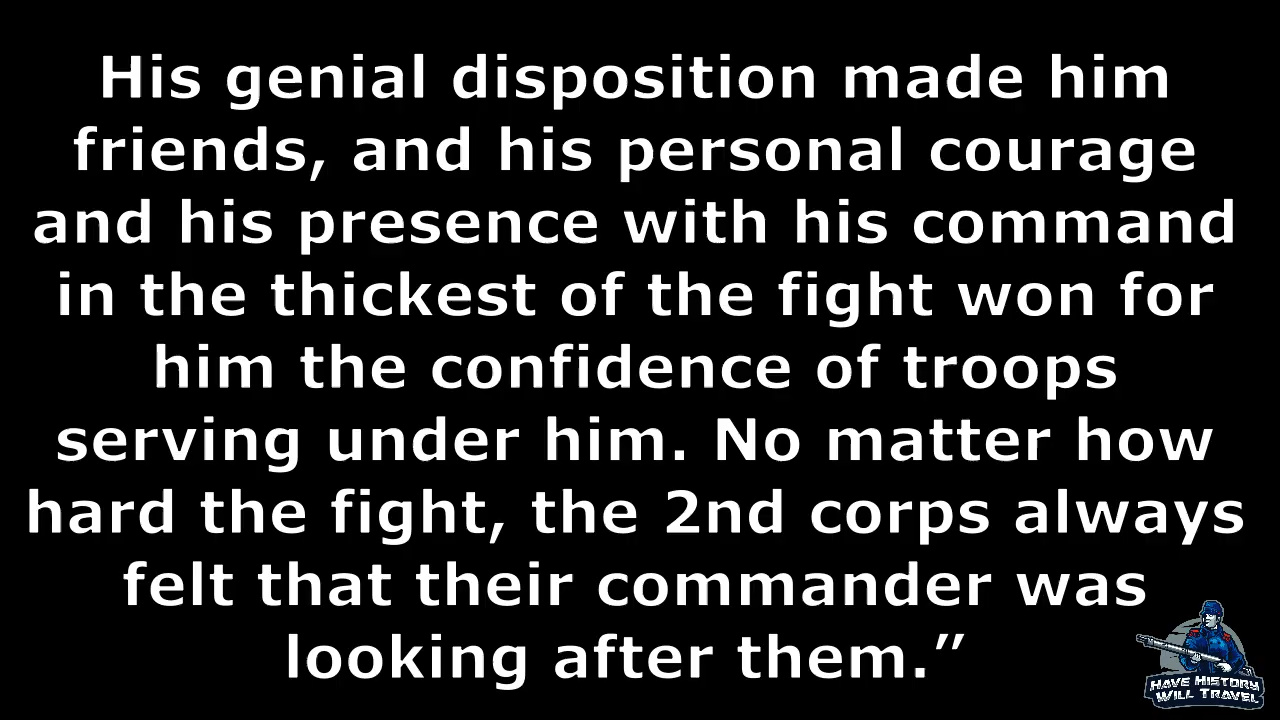 His genial disposition made him
friends, and his personal courage
and his presence with his command
in the thickest of the fight won for
him the confidence of troops
serving under him. No matter how
hard the fight, the 2nd corps always
felt that their commander was
looking after them.”
HAVE HISTORY
WILL TRAVEL